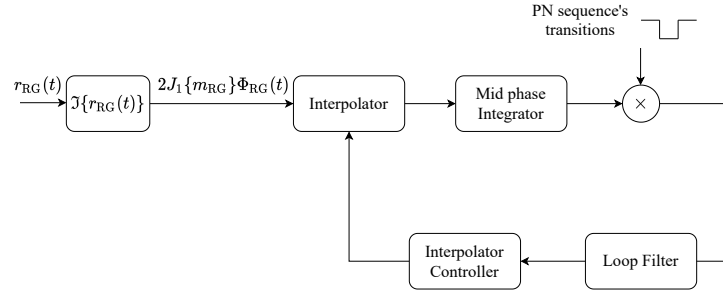 PN sequence's
transitions
r_RG(t)
ℑ{r_RG(t)}
2J_1{m_RG}Φ_RG(t)
Interpolator
Mid phase
Integrator
×
Interpolator
Controller
Loop Filter